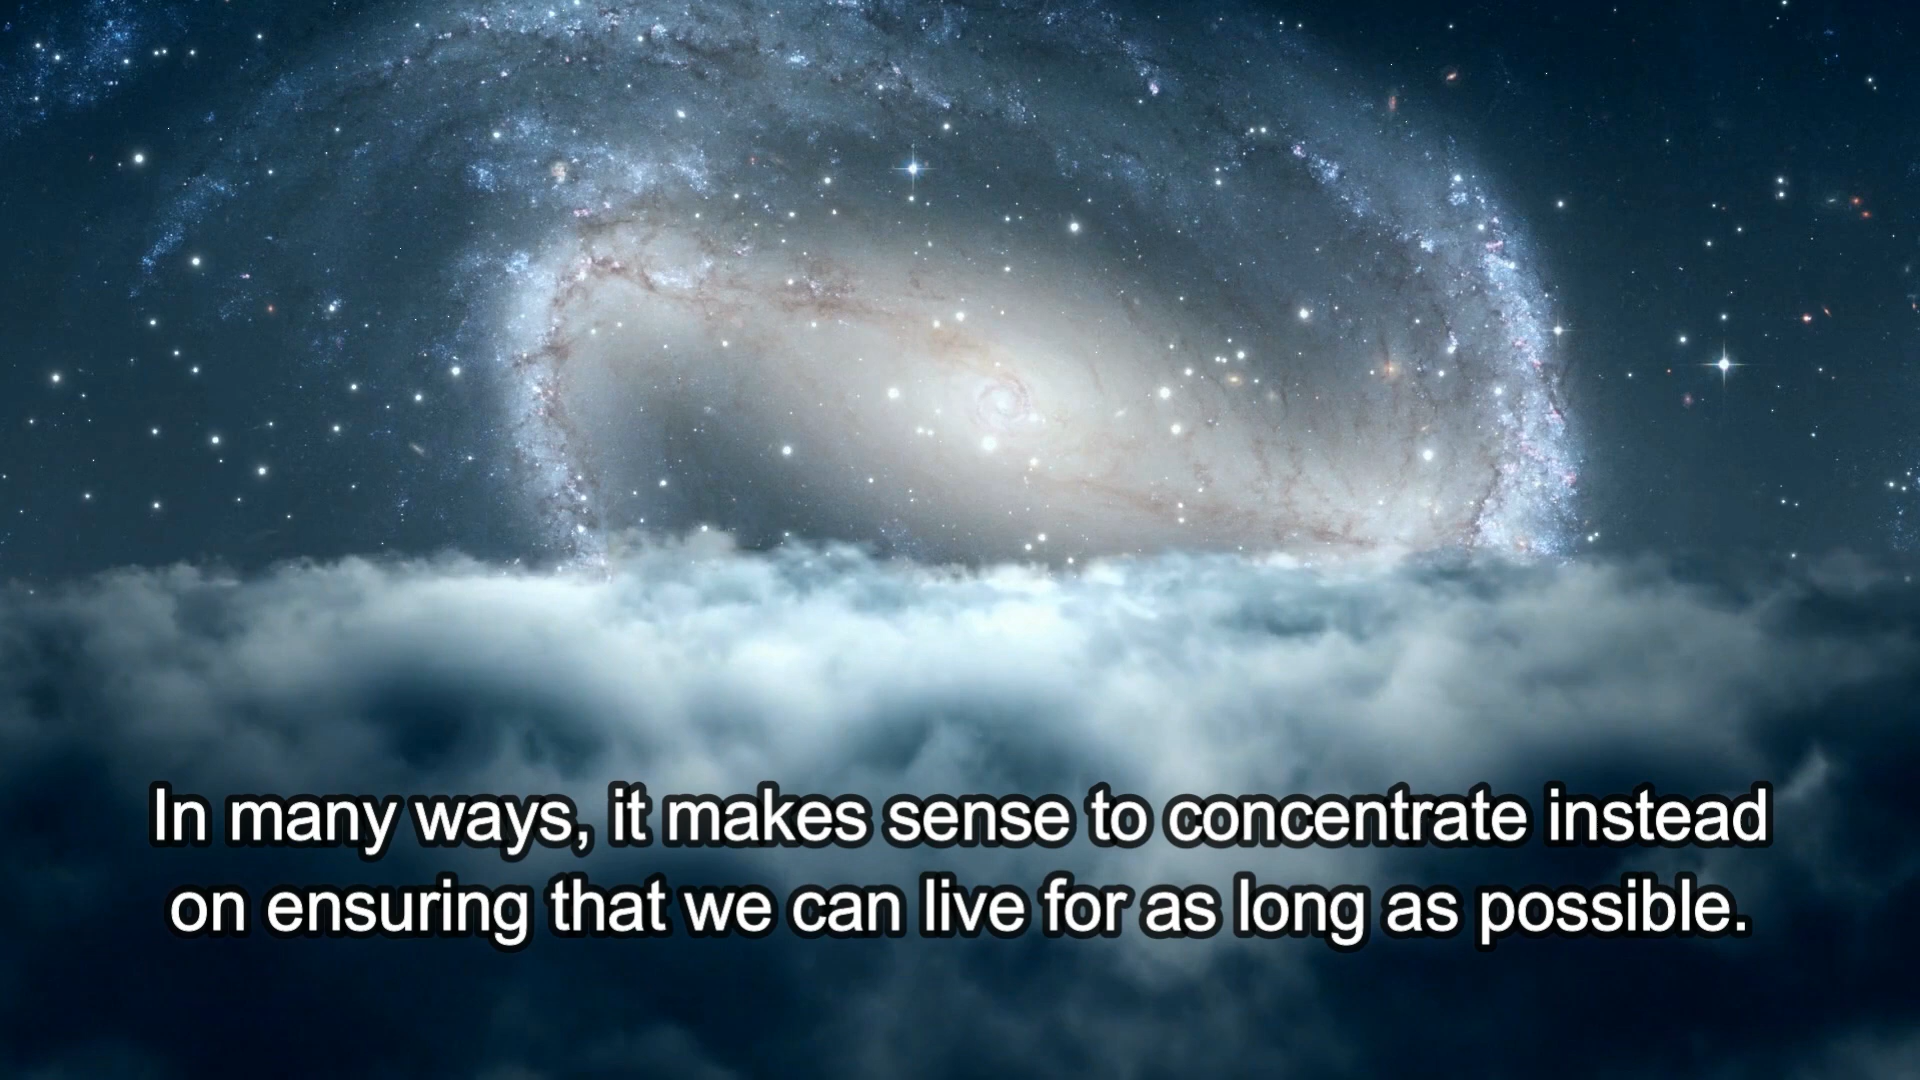 In many ways, it makes sense to concentrate instead
on ensuring that we can live for as long as possible.